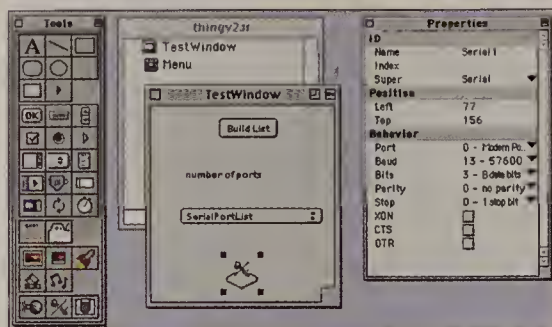 Tools
A
OK
thingy2.π
TestWindow
Menu
TestWindow
Build List
number of ports
SerialPortList
Properties
ID
Name Serial1
Index
Super Serial
Position
Left 77
Top 156
Behavior
Port 0 - Modem Po..
Baud 13 - 57600
Bits 3 - 8 data bits
Parity 0 - no parity
Stop 0 - 1 stop bit
XON
CTS
DTR